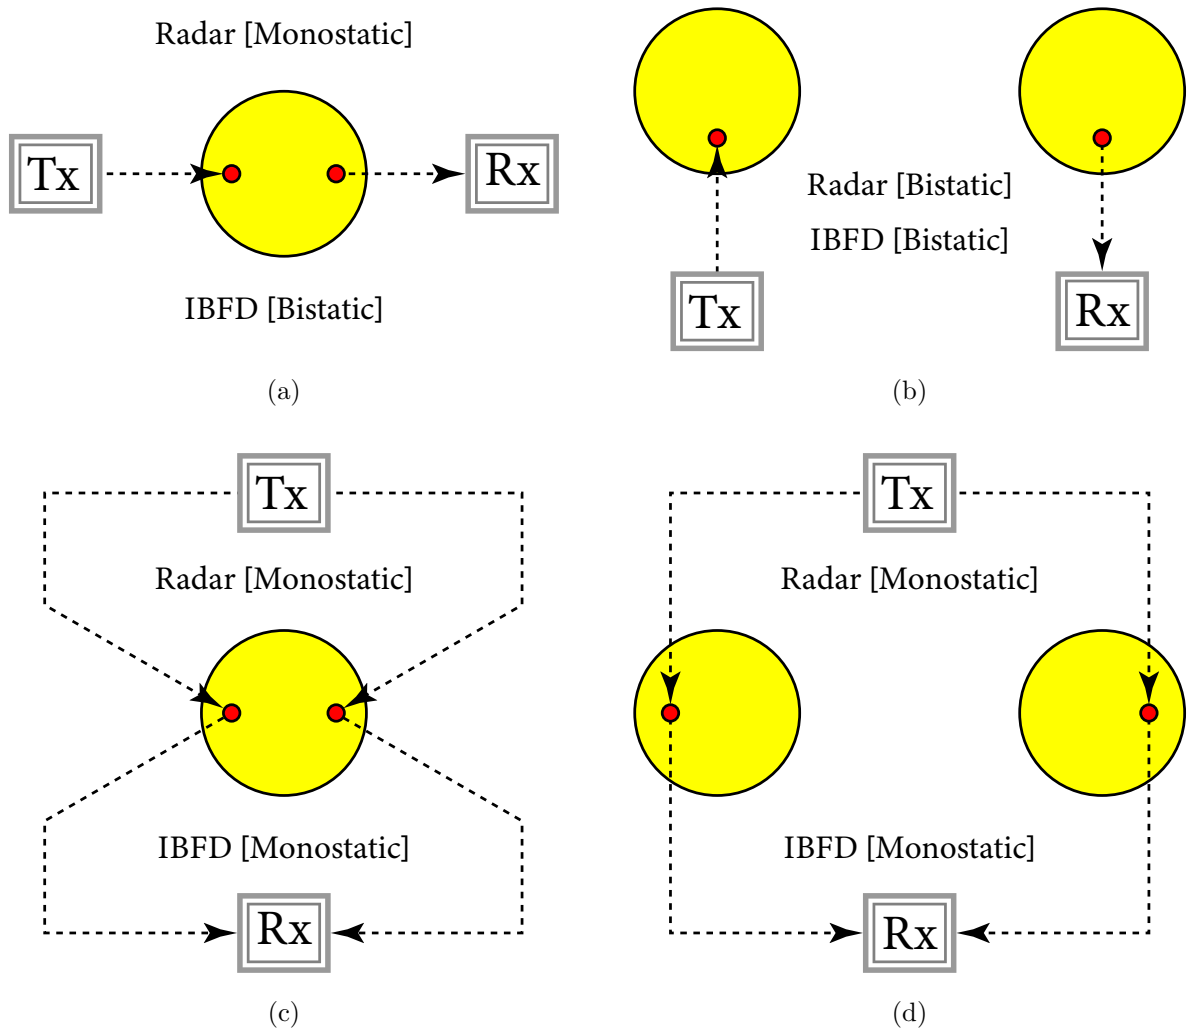 Radar [Monostatic]
Tx
Rx
IBFD [Bistatic]
(a)
Radar [Bistatic]
IBFD [Bistatic]
Tx
Rx
(b)
Tx
Radar [Monostatic]
IBFD [Monostatic]
Rx
(c)
Tx
Radar [Monostatic]
IBFD [Monostatic]
Rx
(d)